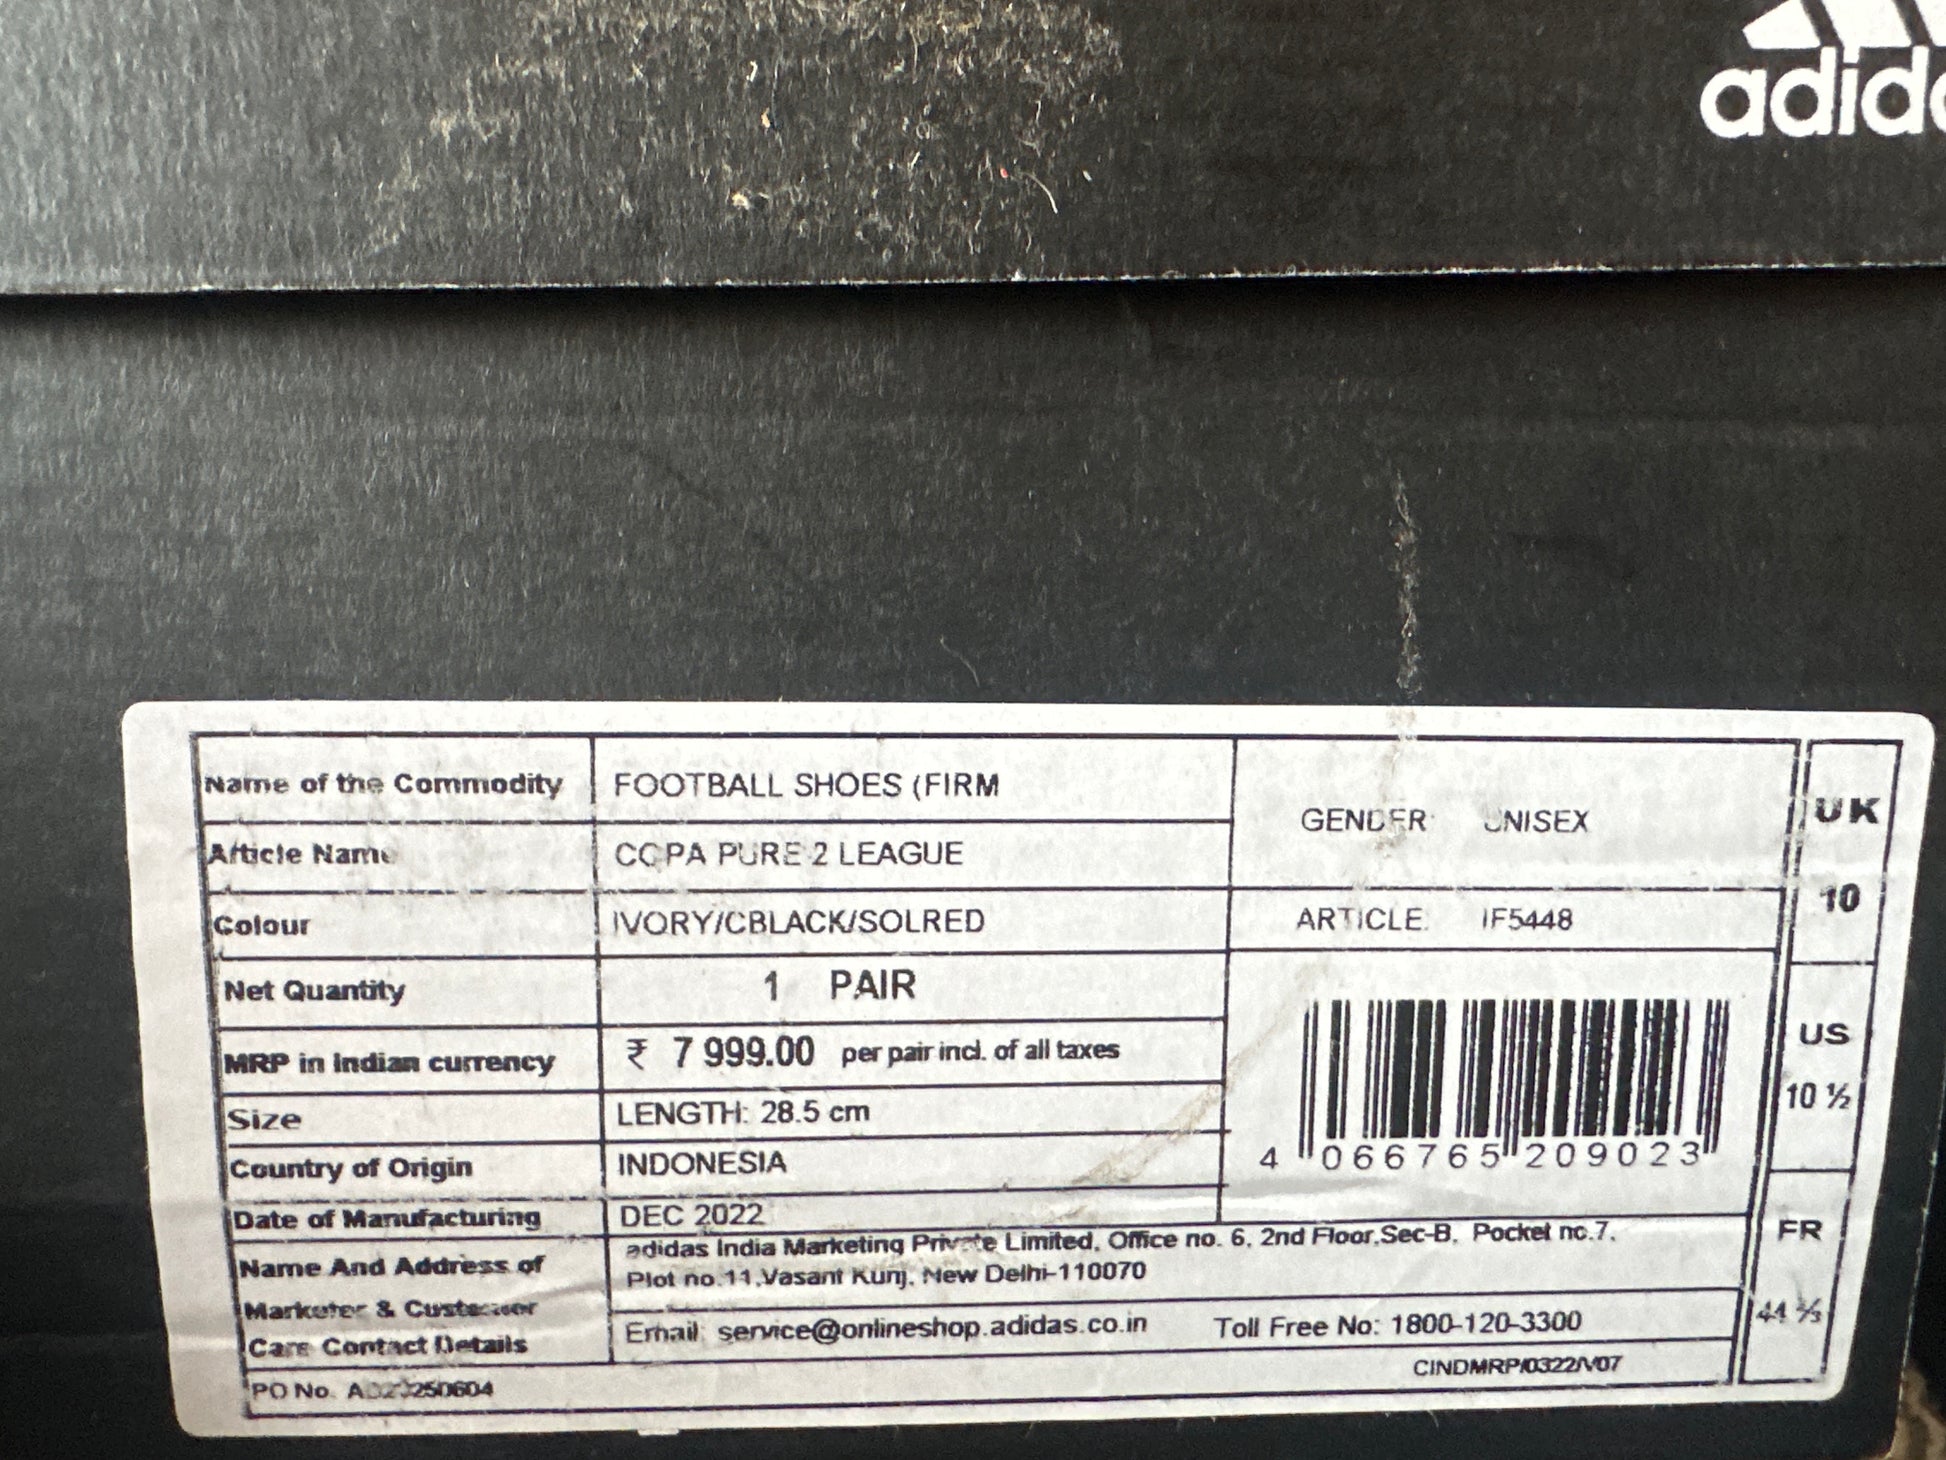 adida
Name of the Commodity FOOTBALL SHOES (FIRM
GENDER: UNISEX
Article Name COPA PURE 2 LEAGUE
Colour IVORY/CBLACK/SOLRED
ARTICLE: IF5448
Net Quantity 1 PAIR
MRP in Indian currency ₹ 7 999.00 per pair incl. of all taxes
Size LENGTH: 28.5 cm
Country of Origin INDONESIA
4 066765 209023
Date of Manufacturing DEC 2022
Name And Address of
Marketer & Customer
Care Contact Details
adidas India Marketing Private Limited, Office no. 6, 2nd Floor,Sec-B, Pocket no.7,
Plot no.11,Vasant Kunj, New Delhi-110070
Email: service@onlineshop.adidas.co.in Toll Free No: 1800-120-3300
PO No.
CINDMRP/0322/V07
UK
10
US
10 ½
FR
44 ⅔